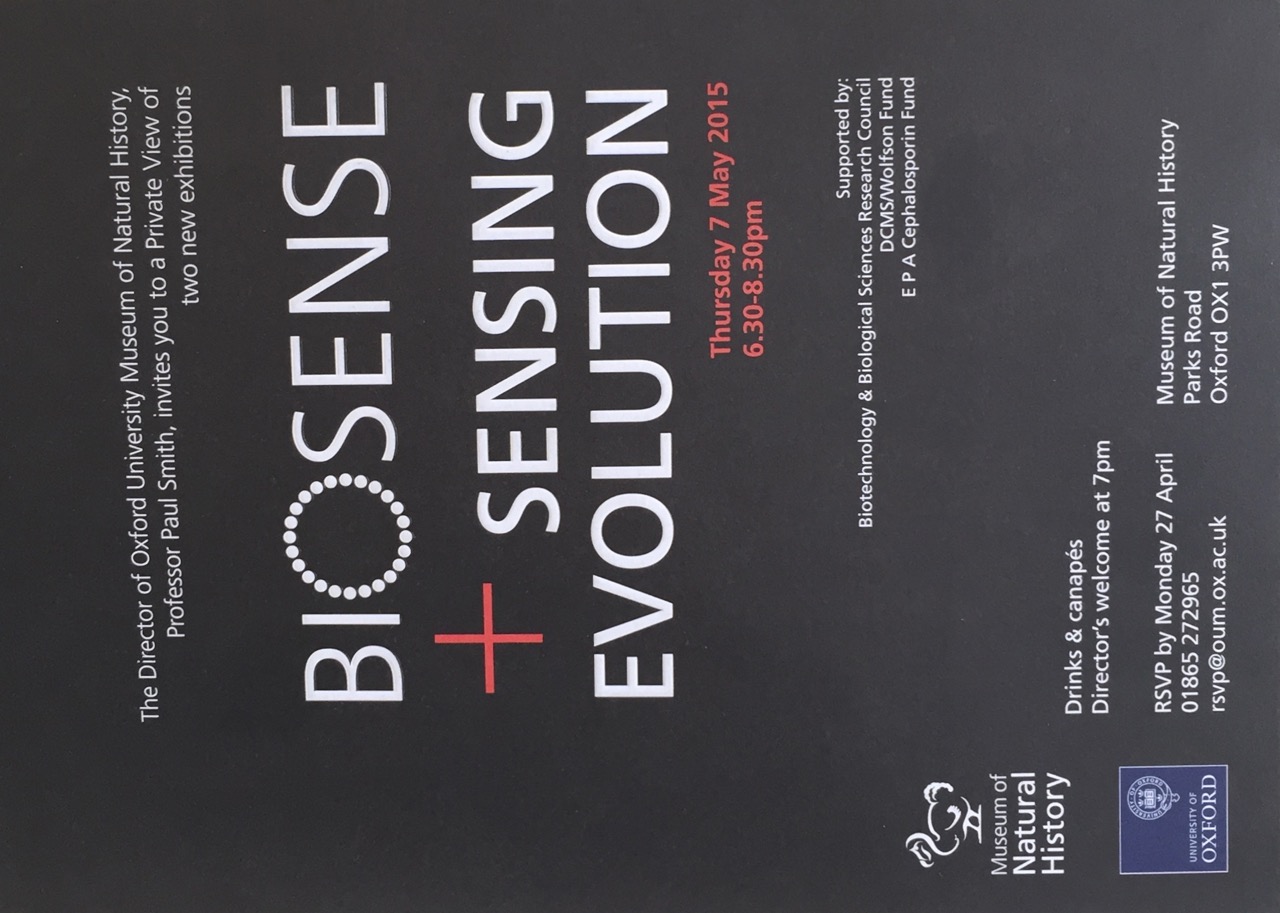 The Director of Oxford University Museum of Natural History,
Professor Paul Smith, invites you to a Private View of
two new exhibitions
BIOSENSE
+ SENSING
EVOLUTION
Thursday 7 May 2015
6.30-8.30pm
Supported by:
Biotechnology & Biological Sciences Research Council
DCMS/Wolfson Fund
E P A Cephalosporin Fund
Drinks & canapés
Director's welcome at 7pm
RSVP by Monday 27 April
01865 272965
rsvp@oum.ox.ac.uk
Museum of Natural History
Parks Road
Oxford OX1 3PW
Museum of
Natural
History
UNIVERSITY OF OXFORD
UNIVERSITY OF
OXFORD